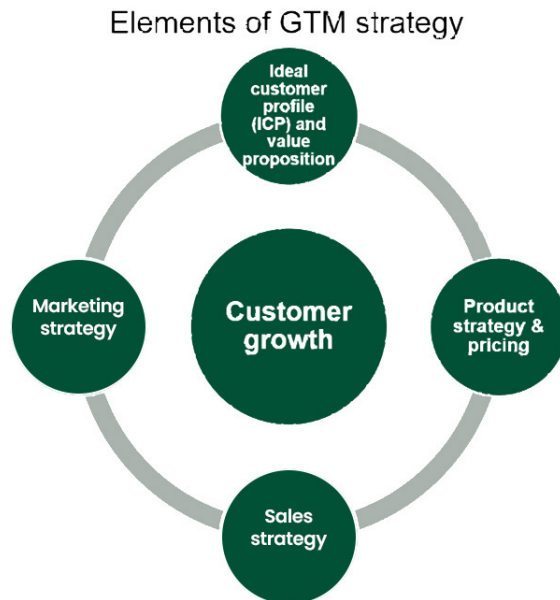 Elements of GTM strategy
Ideal
customer
profile
(ICP) and
value
proposition
Marketing
strategy
Customer
growth
Product
strategy &
pricing
Sales
strategy